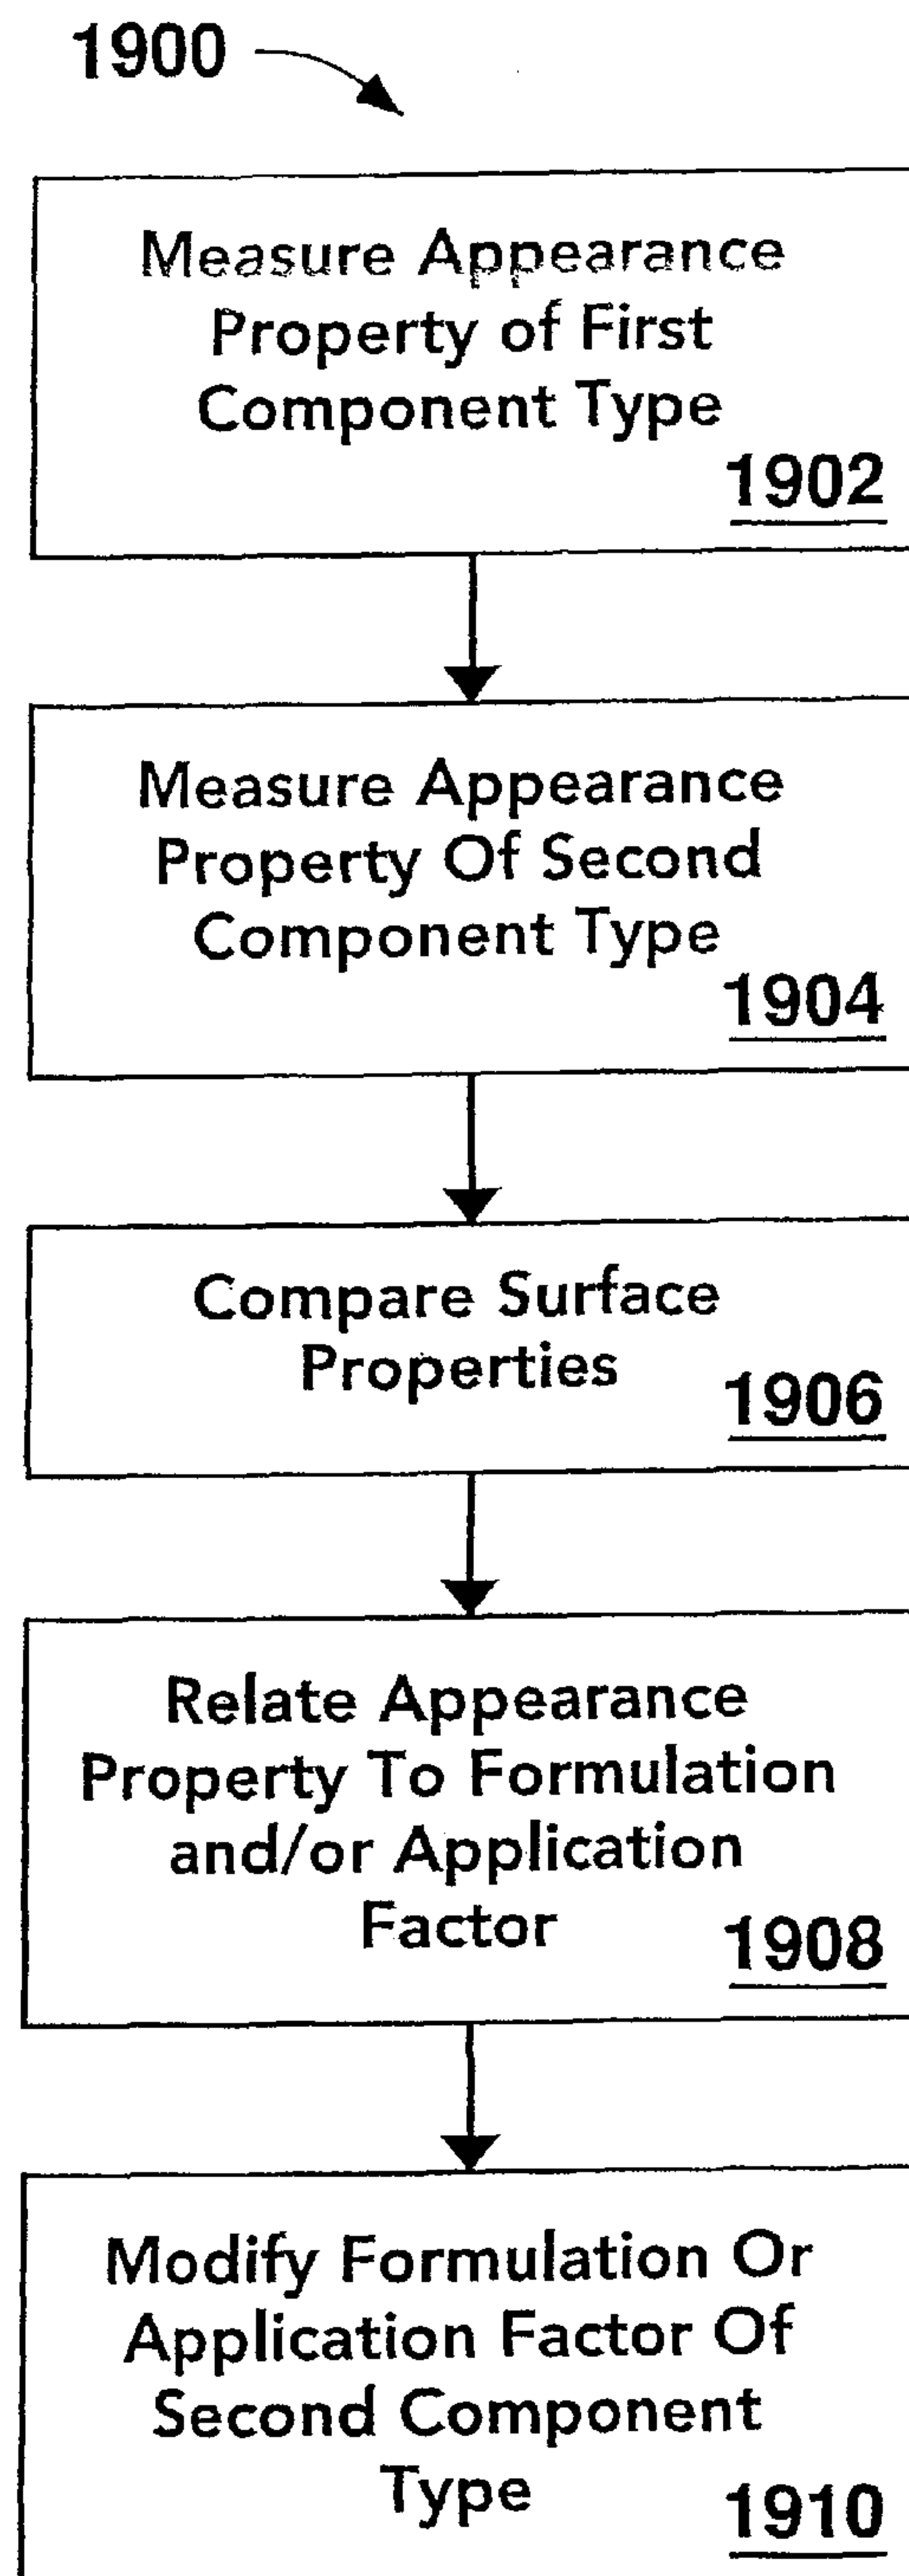 1900
Measure Appearance
Property of First
Component Type
1902
Measure Appearance
Property Of Second
Component Type
1904
Compare Surface
Properties
1906
Relate Appearance
Property To Formulation
and/or Application
Factor
1908
Modify Formulation Or
Application Factor Of
Second Component
Type
1910